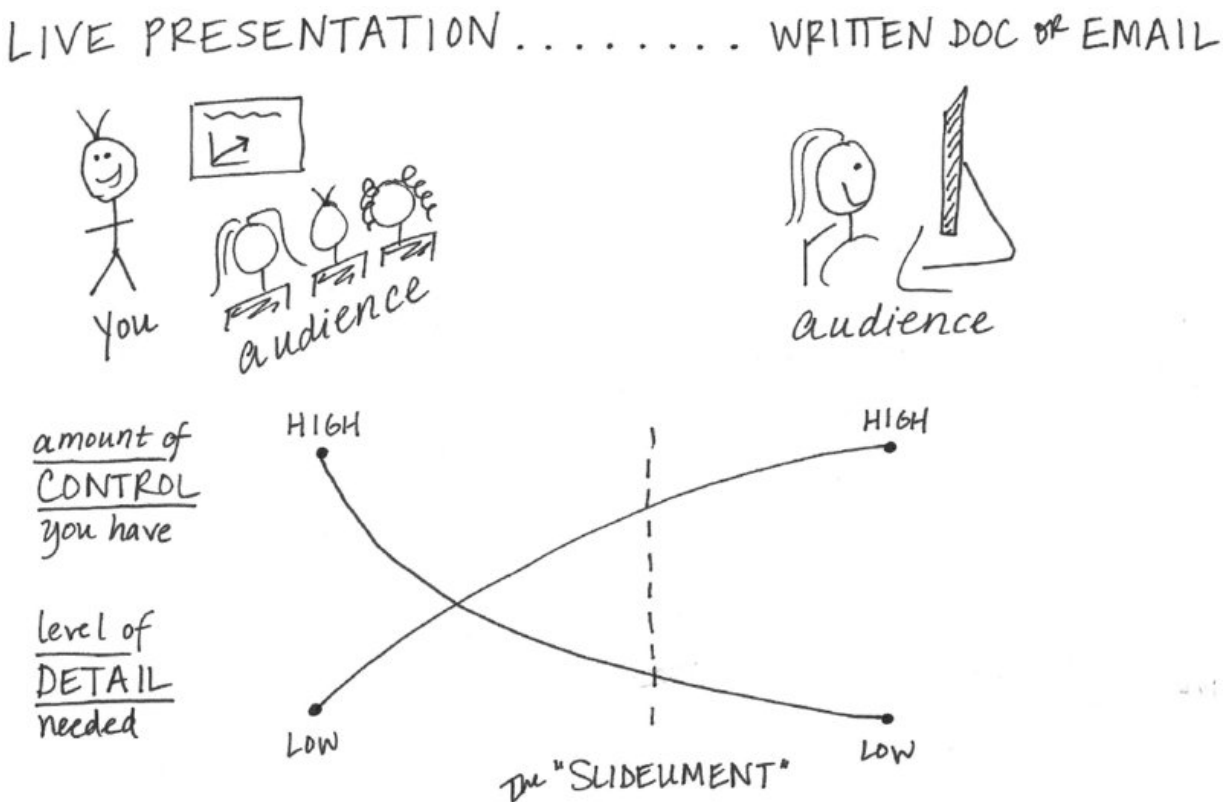 LIVE PRESENTATION ......... WRITTEN DOC OR EMAIL
you
audience
audience
amount of
CONTROL
you have
HIGH
HIGH
level of
DETAIL
needed
LOW
LOW
The "SLIDEUMENT"